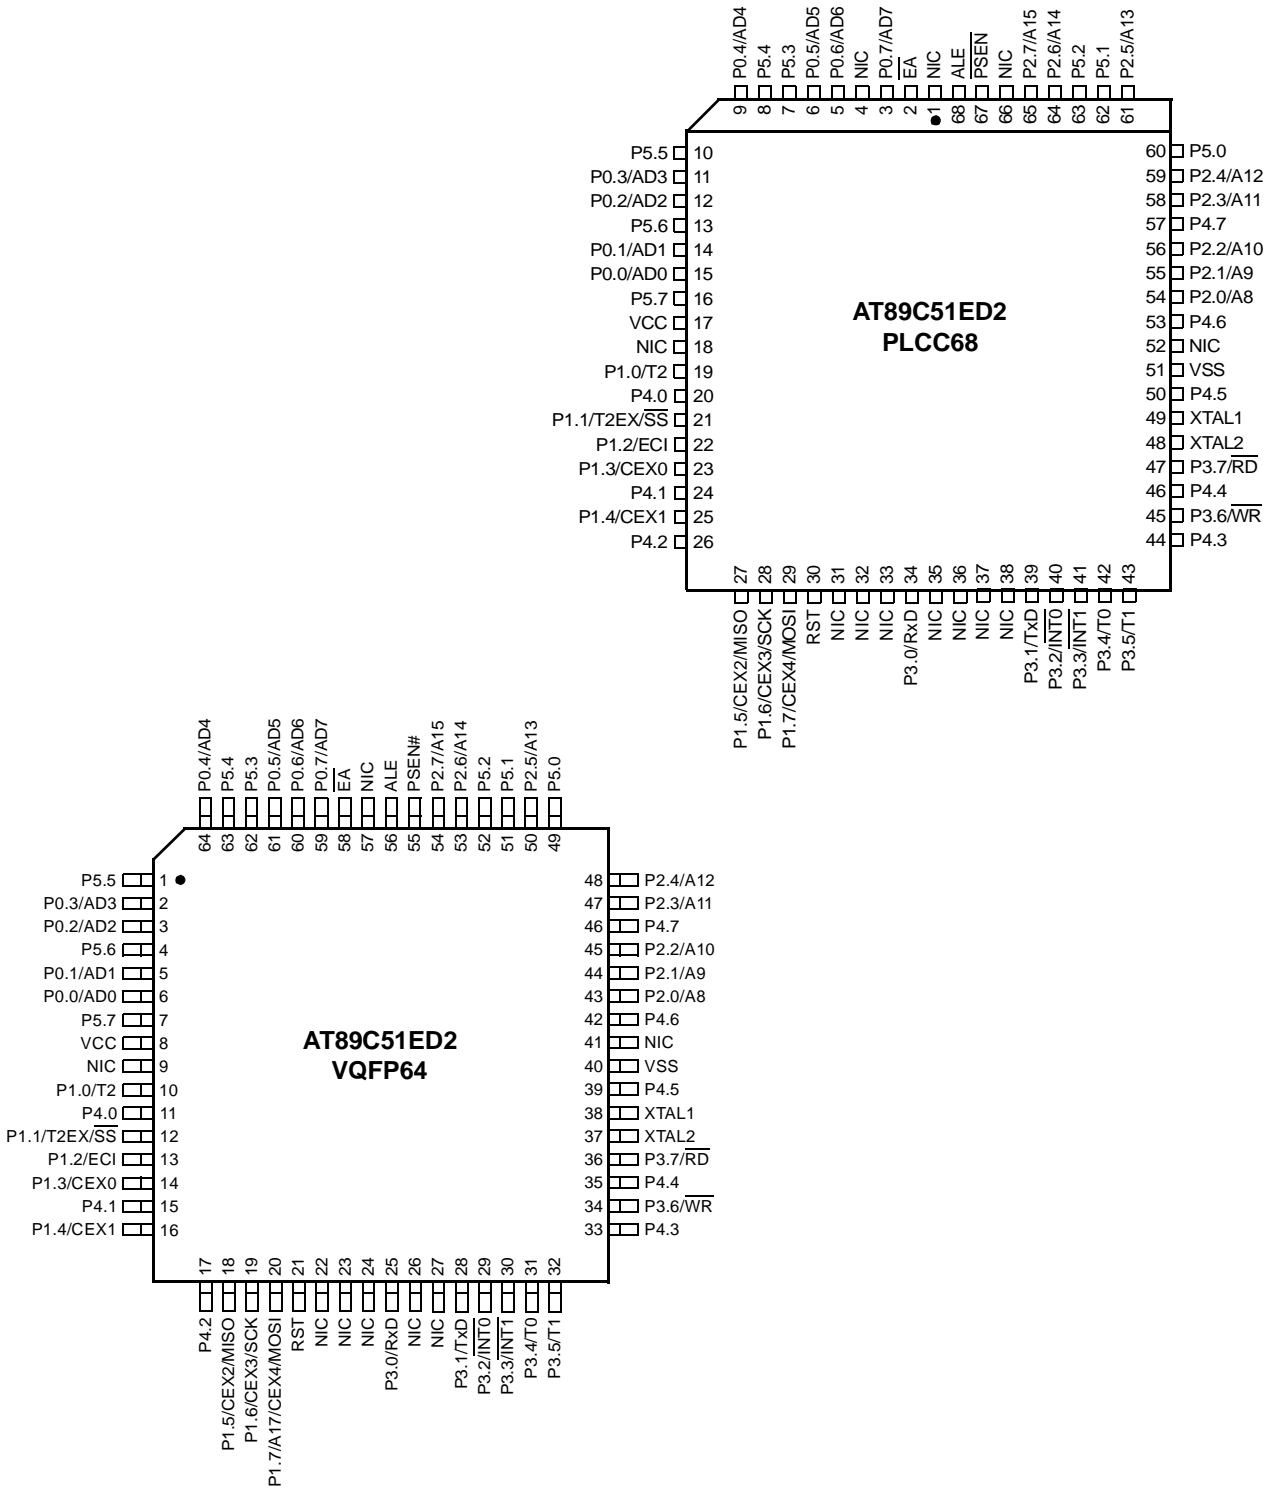 P0.4/AD4
P5.4
P5.3
P0.5/AD5
P0.6/AD6
NIC
P0.7/AD7
EA
NIC
ALE
PSEN
NIC
P2.7/A15
P2.6/A14
P5.2
P5.1
P2.5/A13
9 8 7 6 5 4 3 2 1 68 67 66 65 64 63 62 61
P5.5 10
P0.3/AD3 11
P0.2/AD2 12
P5.6 13
P0.1/AD1 14
P0.0/AD0 15
P5.7 16
VCC 17
NIC 18
P1.0/T2 19
P4.0 20
P1.1/T2EX/SS 21
P1.2/ECI 22
P1.3/CEX0 23
P4.1 24
P1.4/CEX1 25
P4.2 26
AT89C51ED2
PLCC68
60 P5.0
59 P2.4/A12
58 P2.3/A11
57 P4.7
56 P2.2/A10
55 P2.1/A9
54 P2.0/A8
53 P4.6
52 NIC
51 VSS
50 P4.5
49 XTAL1
48 XTAL2
47 P3.7/RD
46 P4.4
45 P3.6/WR
44 P4.3
27 28 29 30 31 32 33 34 35 36 37 38 39 40 41 42 43
P1.5/CEX2/MISO
P1.6/CEX3/SCK
P1.7/CEX4/MOSI
RST
NIC
NIC
NIC
P3.0/RxD
NIC
NIC
NIC
NIC
P3.1/TxD
P3.2/INT0
P3.3/INT1
P3.4/T0
P3.5/T1
P0.4/AD4
P5.4
P5.3
P0.5/AD5
P0.6/AD6
P0.7/AD7
EA
NIC
ALE
PSEN#
P2.7/A15
P2.6/A14
P5.2
P5.1
P2.5/A13
P5.0
64 63 62 61 60 59 58 57 56 55 54 53 52 51 50 49
P5.5 1
P0.3/AD3 2
P0.2/AD2 3
P5.6 4
P0.1/AD1 5
P0.0/AD0 6
P5.7 7
VCC 8
NIC 9
P1.0/T2 10
P4.0 11
P1.1/T2EX/SS 12
P1.2/ECI 13
P1.3/CEX0 14
P4.1 15
P1.4/CEX1 16
AT89C51ED2
VQFP64
48 P2.4/A12
47 P2.3/A11
46 P4.7
45 P2.2/A10
44 P2.1/A9
43 P2.0/A8
42 P4.6
41 NIC
40 VSS
39 P4.5
38 XTAL1
37 XTAL2
36 P3.7/RD
35 P4.4
34 P3.6/WR
33 P4.3
17 18 19 20 21 22 23 24 25 26 27 28 29 30 31 32
P4.2
P1.5/CEX2/MISO
P1.6/CEX3/SCK
P1.7/A17/CEX4/MOSI
RST
NIC
NIC
NIC
P3.0/RxD
NIC
NIC
P3.1/TxD
P3.2/INT0
P3.3/INT1
P3.4/T0
P3.5/T1